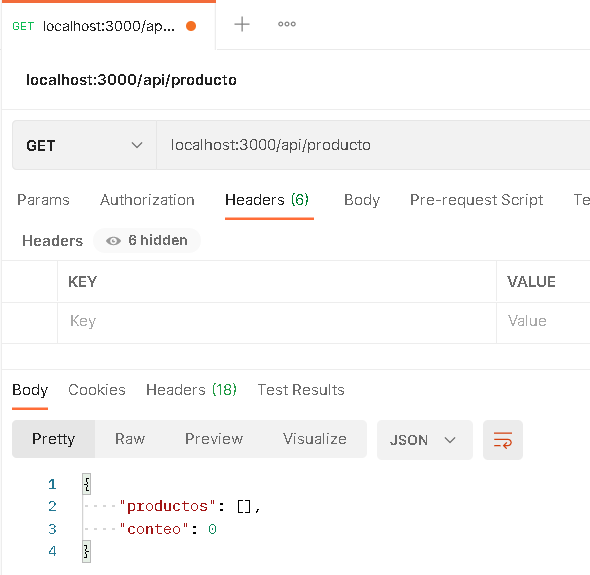 GET localhost:3000/ap...
localhost:3000/api/producto
GET localhost:3000/api/producto
Params Authorization Headers (6) Body Pre-request Script Te
Headers 6 hidden
KEY VALUE
Key Value
Body Cookies Headers (18) Test Results
Pretty Raw Preview Visualize JSON
1 {
2 "productos": [],
3 "conteo": 0
4 }